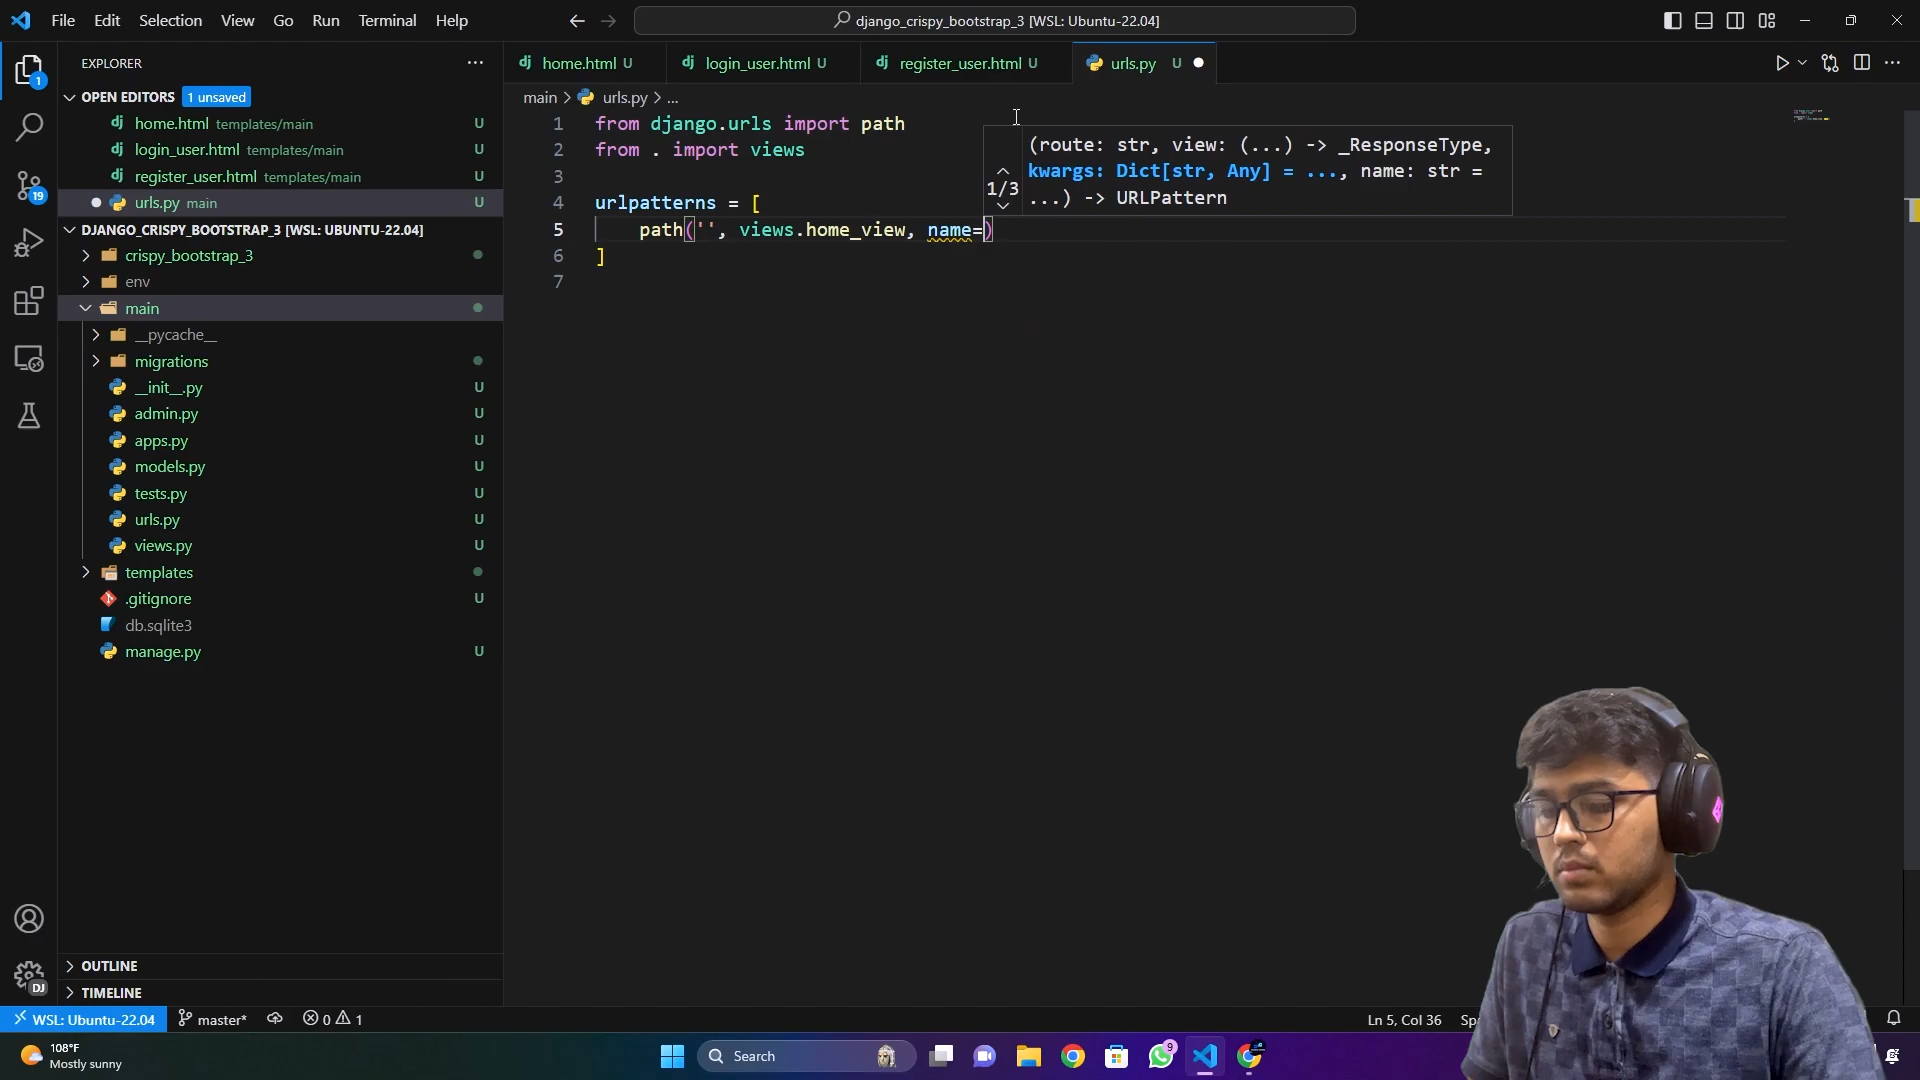 File Edit Selection View Go Run Terminal Help
django_crispy_bootstrap_3 [WSL: Ubuntu-22.04]
EXPLORER
home.html U
login_user.html U
register_user.html U
urls.py U
OPEN EDITORS 1 unsaved
home.html templates/main U
login_user.html templates/main U
register_user.html templates/main U
urls.py main U
DJANGO_CRISPY_BOOTSTRAP_3 [WSL: UBUNTU-22.04]
crispy_bootstrap_3
env
main
__pycache__
migrations
__init__.py U
admin.py U
apps.py U
models.py U
tests.py U
urls.py U
views.py U
templates
.gitignore U
db.sqlite3
manage.py U
OUTLINE
TIMELINE
main > urls.py > ...
1 from django.urls import path
2 from . import views
3
4 urlpatterns = [
5 path('', views.home_view, name=)
6 ]
7
(route: str, view: (...) -> _ResponseType,
1/3 kwargs: Dict[str, Any] = ..., name: str =
...) -> URLPattern
1
19
DJ
WSL: Ubuntu-22.04 master* 0 1 Ln 5, Col 36
108°F
Mostly sunny
Search
9